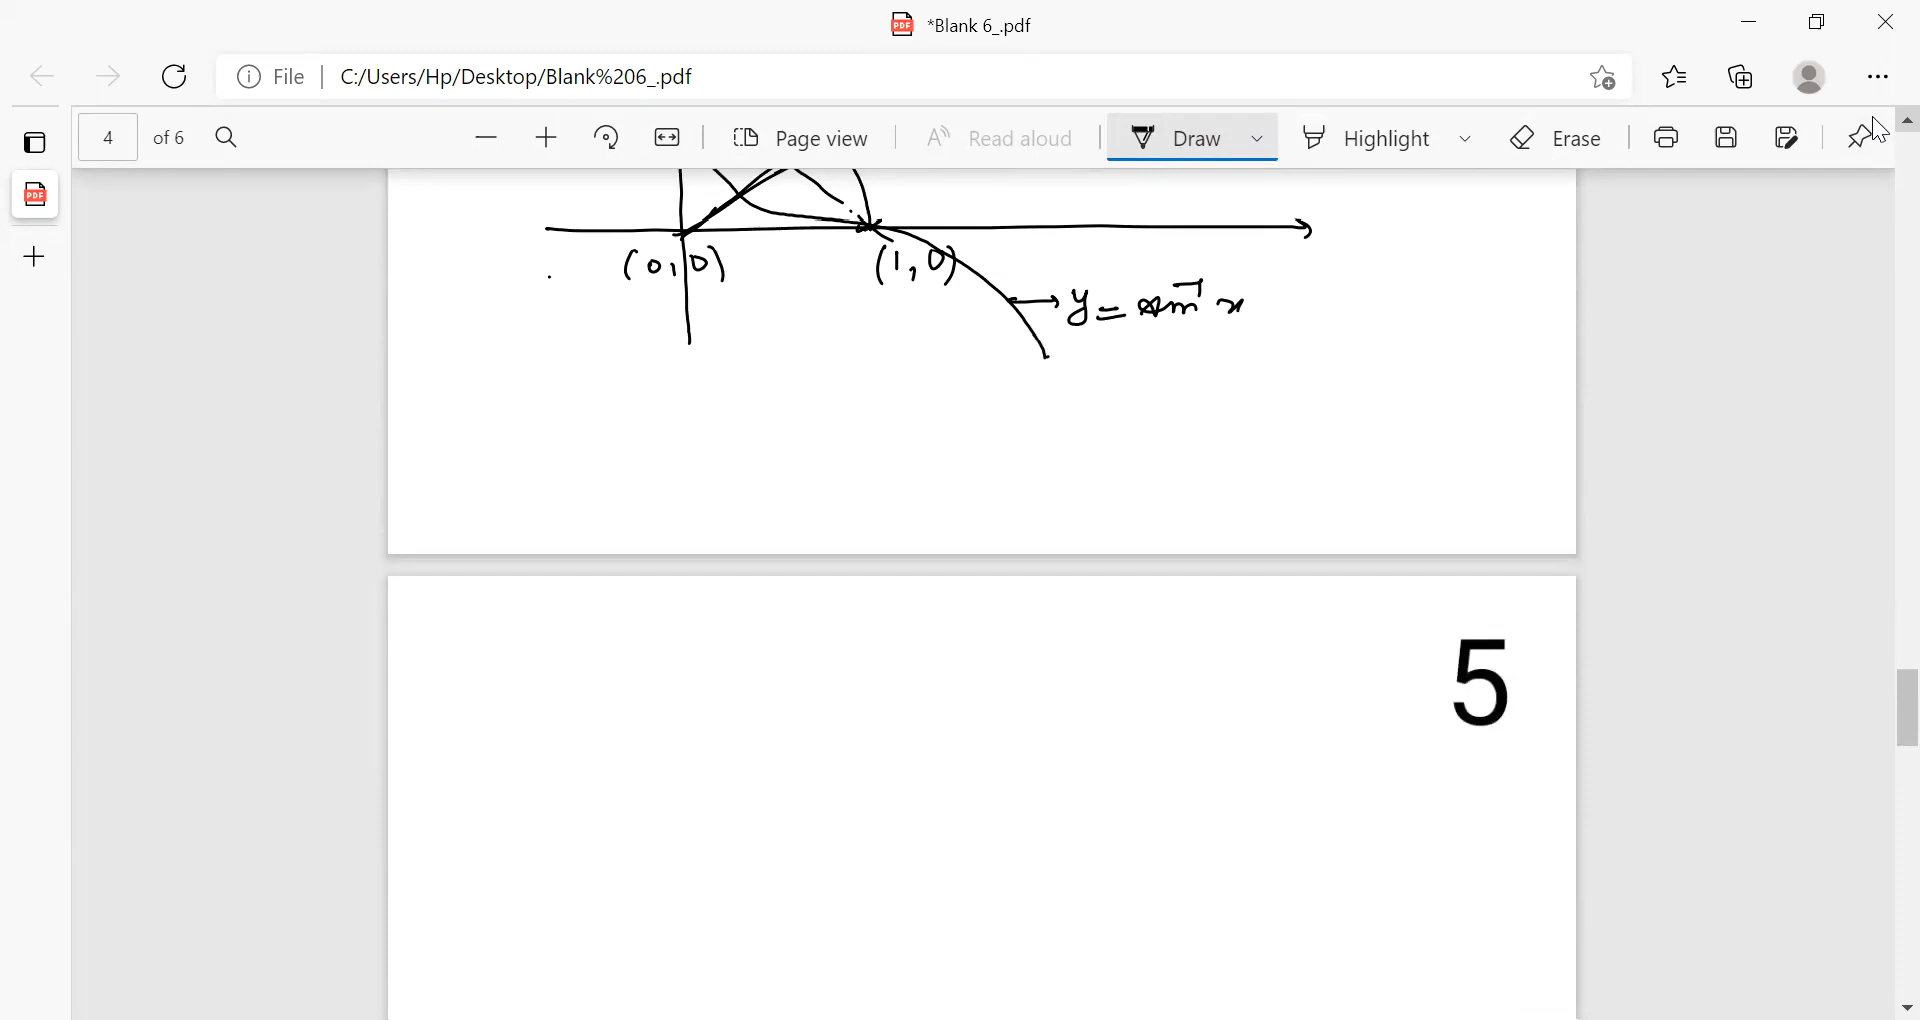 *Blank 6_.pdf
File | C:/Users/Hp/Desktop/Blank%206_.pdf
4 of 6 Page view Read aloud Draw Highlight Erase
(0,0) (1,0)
y = sin⁻¹ x
5